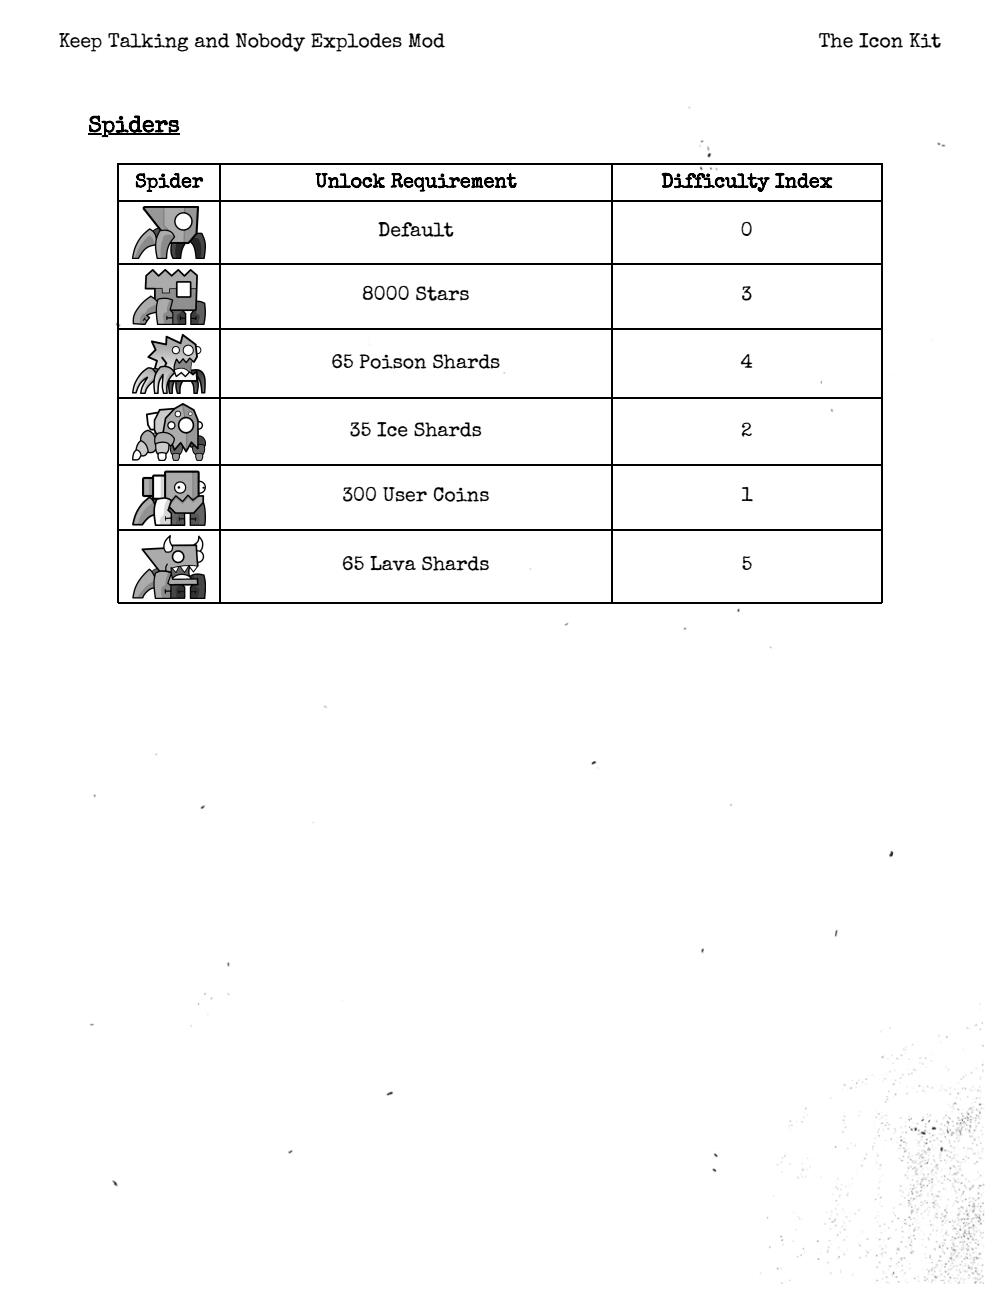 Keep Talking and Nobody Explodes Mod The Icon Kit
Spiders
Spider Unlock Requirement Difficulty Index
Default 0
8000 Stars 3
65 Poison Shards 4
35 Ice Shards 2
300 User Coins 1
65 Lava Shards 5